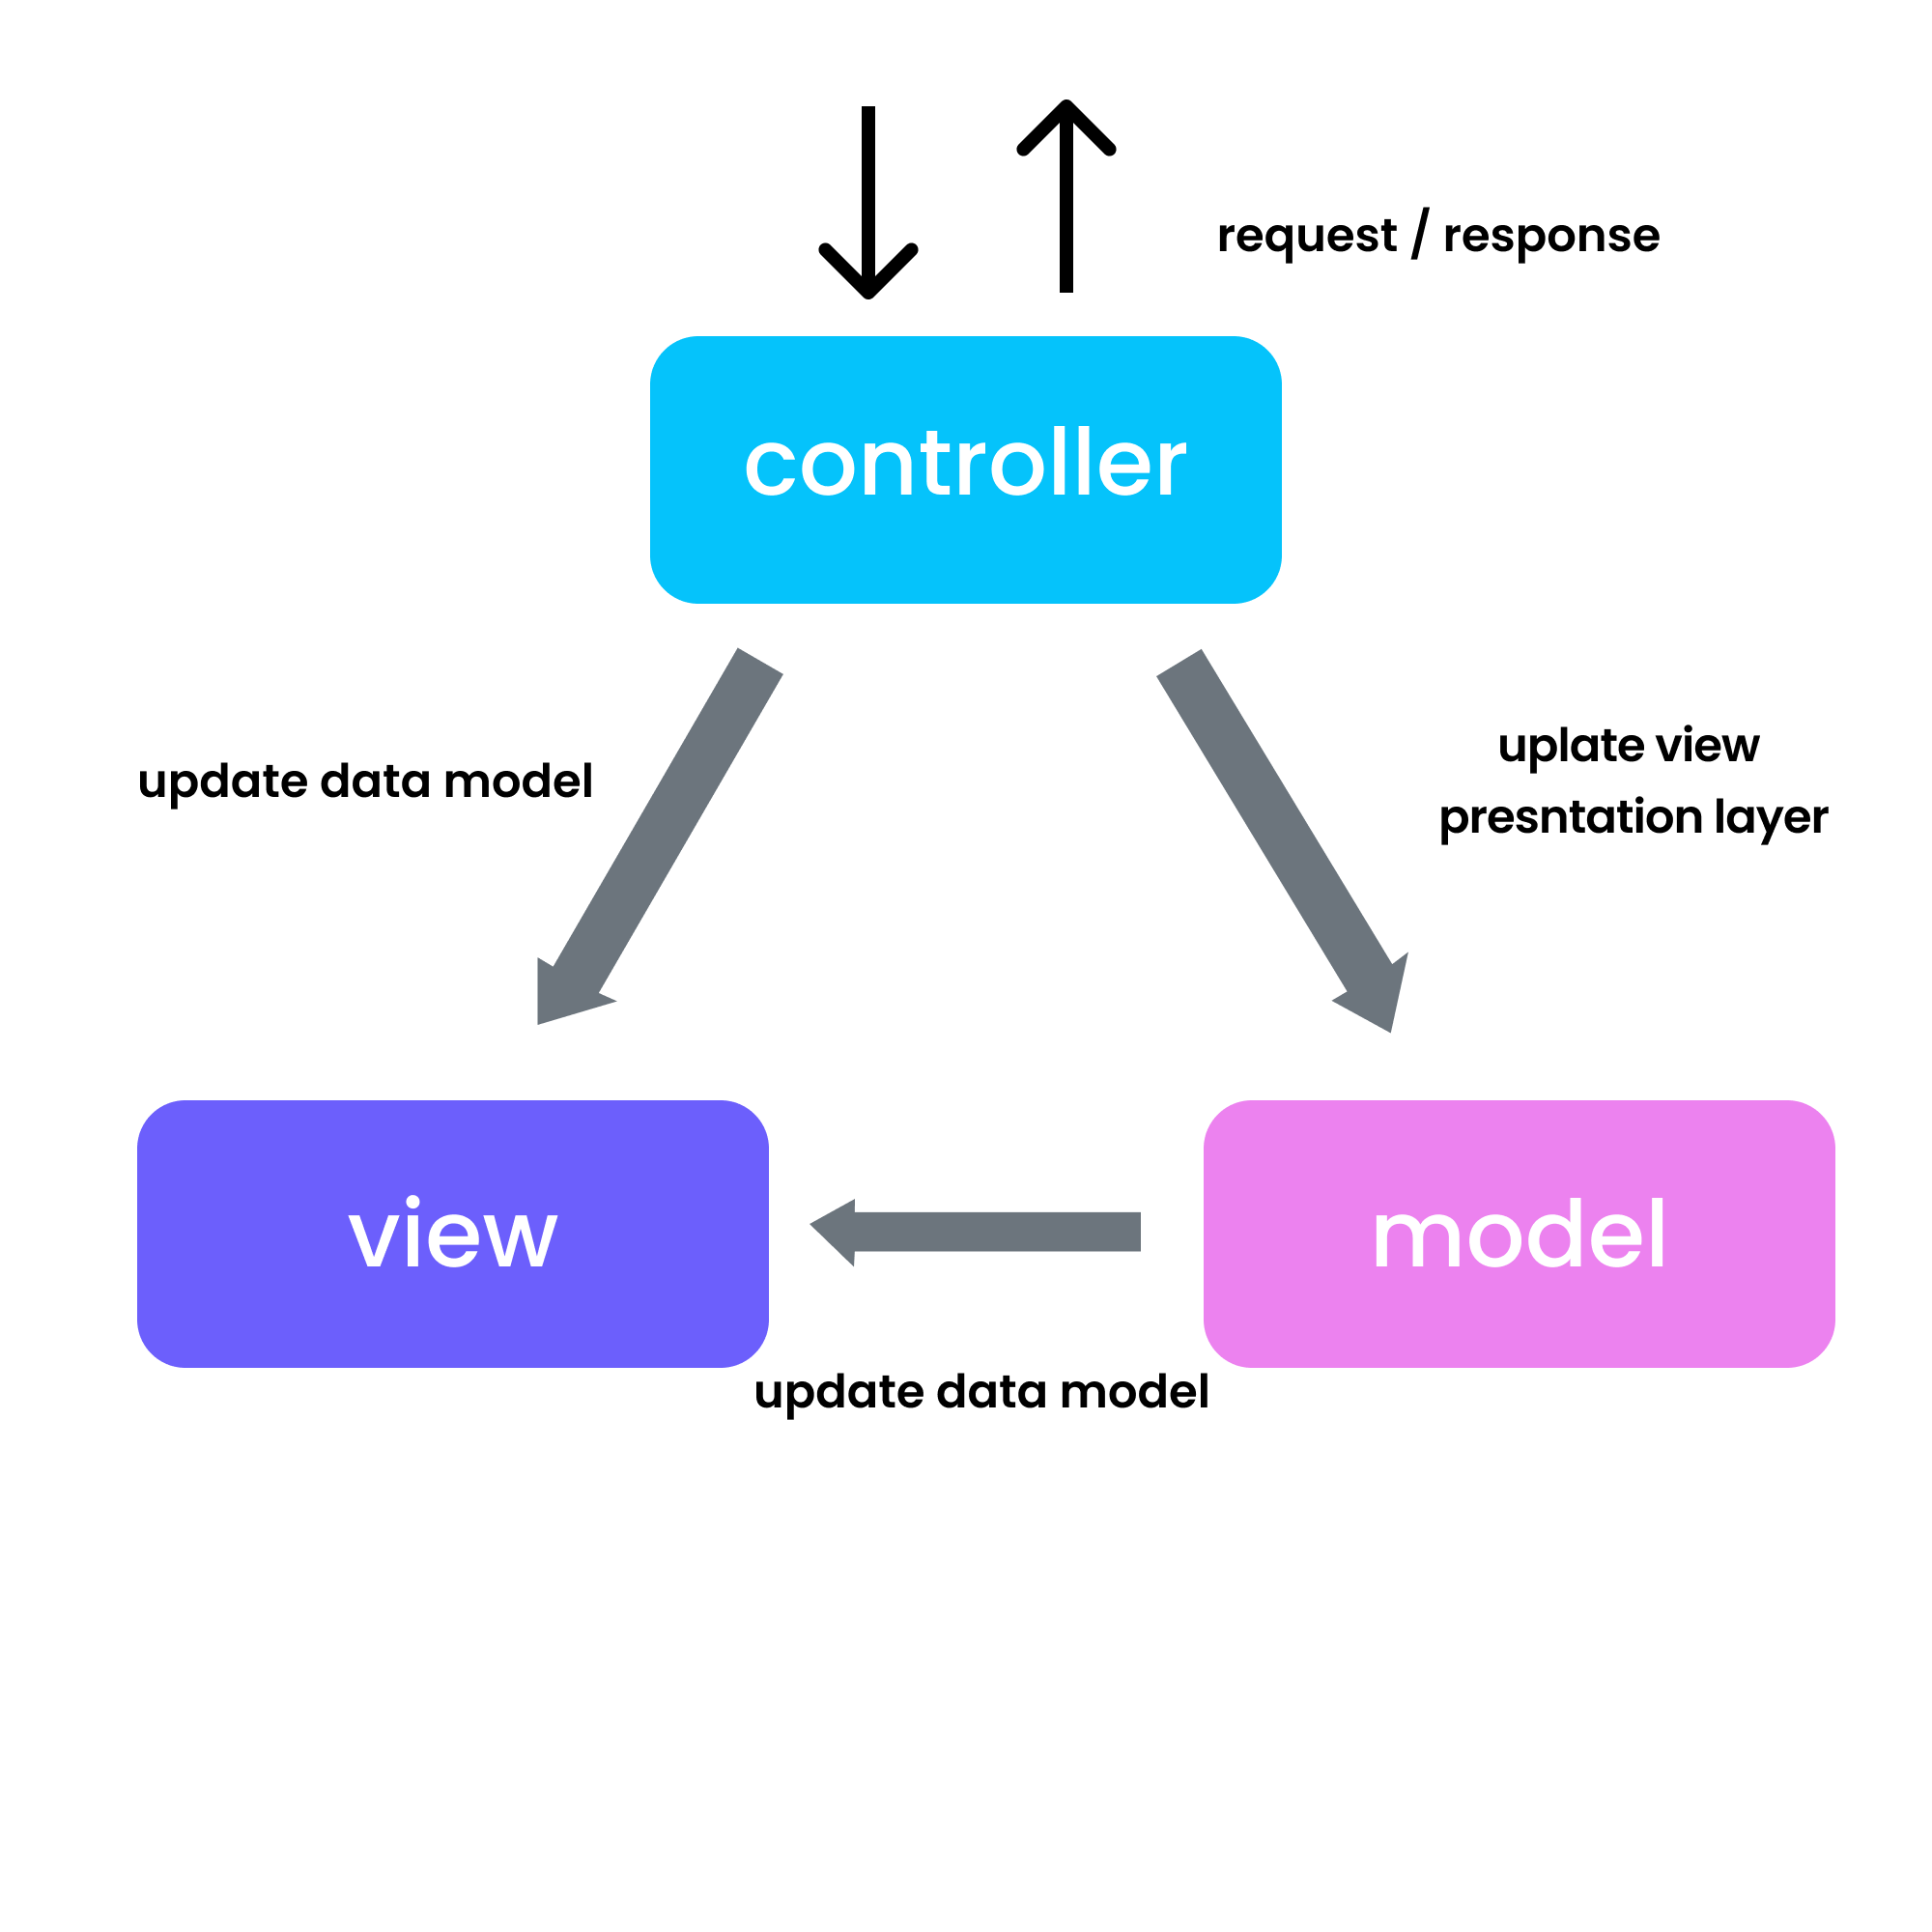 request / response
controller
update data model
uplate view
presntation layer
view
model
update data model